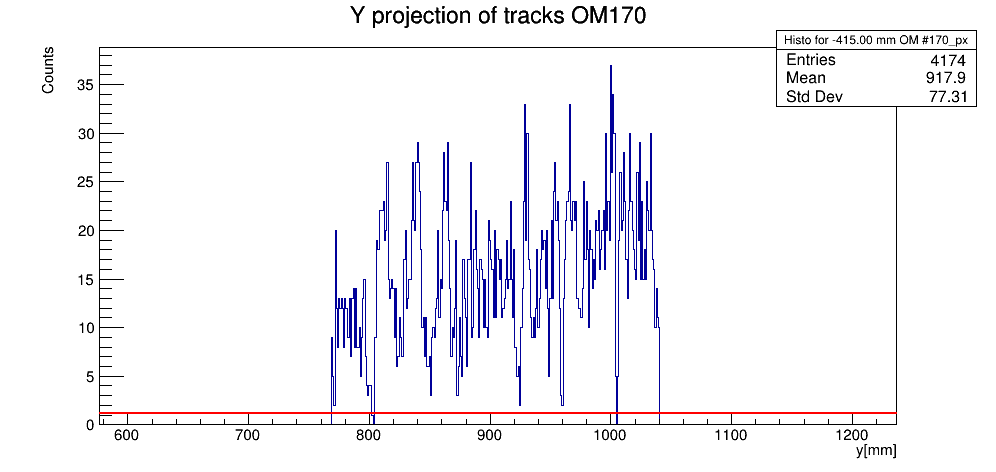 Y projection of tracks OM170
Histo for -415.00 mm OM #170_px
Entries 4174
Mean 917.9
Std Dev 77.31
Counts
35
30
25
20
15
10
5
0
600 700 800 900 1000 1100 1200
y[mm]